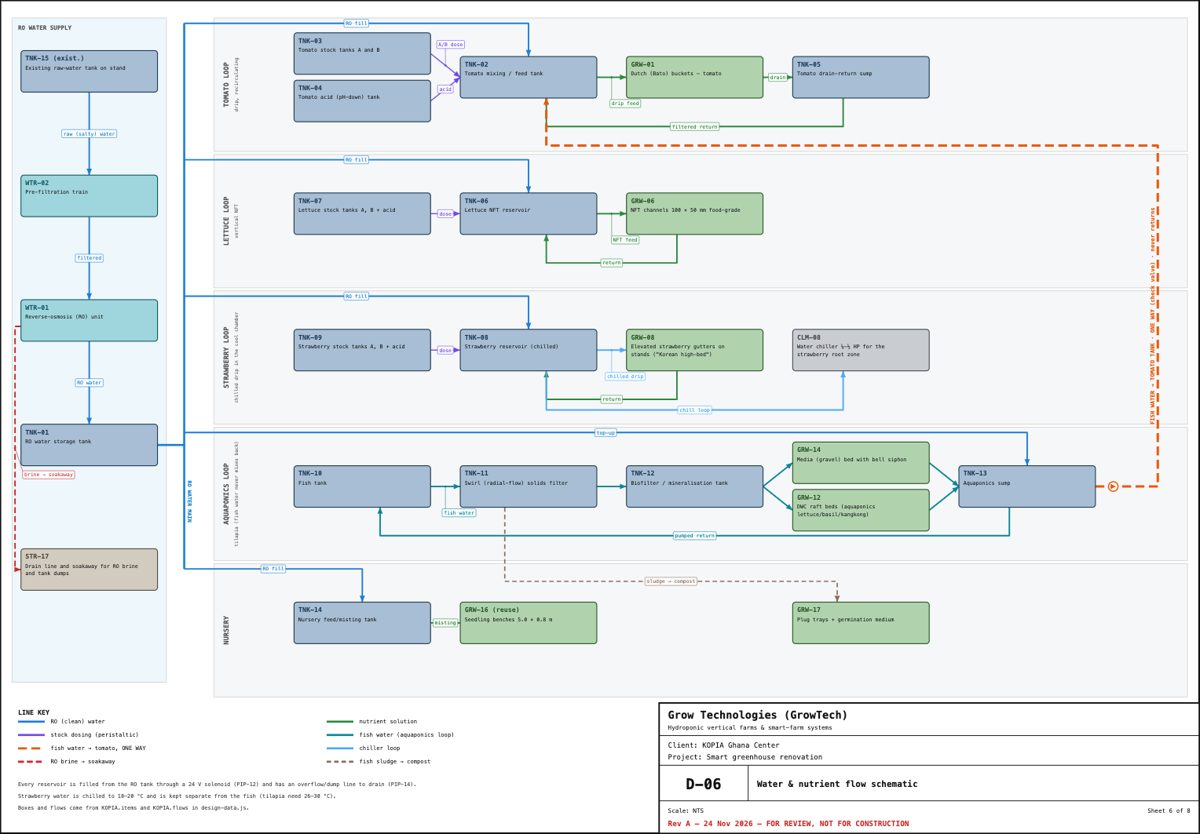 RO WATER SUPPLY
TNK-15 (exist.)
Existing raw-water tank on stand
raw (salty) water
WTR-02
Pre-filtration train
filtered
WTR-01
Reverse-osmosis (RO) unit
RO water
TNK-01
RO water storage tank
brine → soakaway
STR-17
Drain line and soakaway for RO brine
and tank dumps
RO WATER MAIN
TOMATO LOOP
drip, recirculating
RO fill
TNK-03
Tomato stock tanks A and B
A/B dose
TNK-04
Tomato acid (pH-down) tank
acid
TNK-02
Tomato mixing / feed tank
drip feed
GRW-01
Dutch (Bato) buckets — tomato
drain
TNK-05
Tomato drain-return sump
filtered return
LETTUCE LOOP
vertical NFT
RO fill
TNK-07
Lettuce stock tanks A, B + acid
dose
TNK-06
Lettuce NFT reservoir
NFT feed
GRW-06
NFT channels 100 × 50 mm food-grade
return
STRAWBERRY LOOP
chilled drip in the cool chamber
RO fill
TNK-09
Strawberry stock tanks A, B + acid
dose
TNK-08
Strawberry reservoir (chilled)
chilled drip
GRW-08
Elevated strawberry gutters on
stands ("Korean high-bed")
CLM-08
Water chiller ¼–½ HP for the
strawberry root zone
return
chill loop
AQUAPONICS LOOP
tilapia (fish water never mixes back)
top-up
TNK-10
Fish tank
fish water
TNK-11
Swirl (radial-flow) solids filter
TNK-12
Biofilter / mineralisation tank
GRW-14
Media (gravel) bed with bell siphon
GRW-12
DWC raft beds (aquaponics
lettuce/basil/kangkong)
TNK-13
Aquaponics sump
pumped return
FISH WATER → TOMATO TANK · ONE WAY (check valve) · never returns
NURSERY
RO fill
sludge → compost
TNK-14
Nursery feed/misting tank
misting
GRW-16 (reuse)
Seedling benches 5.0 × 0.8 m
GRW-17
Plug trays + germination medium
LINE KEY
RO (clean) water
stock dosing (peristaltic)
fish water → tomato, ONE WAY
RO brine → soakaway
nutrient solution
fish water (aquaponics loop)
chiller loop
fish sludge → compost
Every reservoir is filled from the RO tank through a 24 V solenoid (PIP-12) and has an overflow/dump line to drain (PIP-14).
Strawberry water is chilled to 18–20 °C and is kept separate from the fish (tilapia need 26–30 °C).
Boxes and flows come from KOPIA.items and KOPIA.flows in design-data.js.
Grow Technologies (GrowTech)
Hydroponic vertical farms & smart-farm systems
Client: KOPIA Ghana Center
Project: Smart greenhouse renovation
D-06
Water & nutrient flow schematic
Scale: NTS
Sheet 6 of 8
Rev A — 24 Nov 2026 — FOR REVIEW, NOT FOR CONSTRUCTION